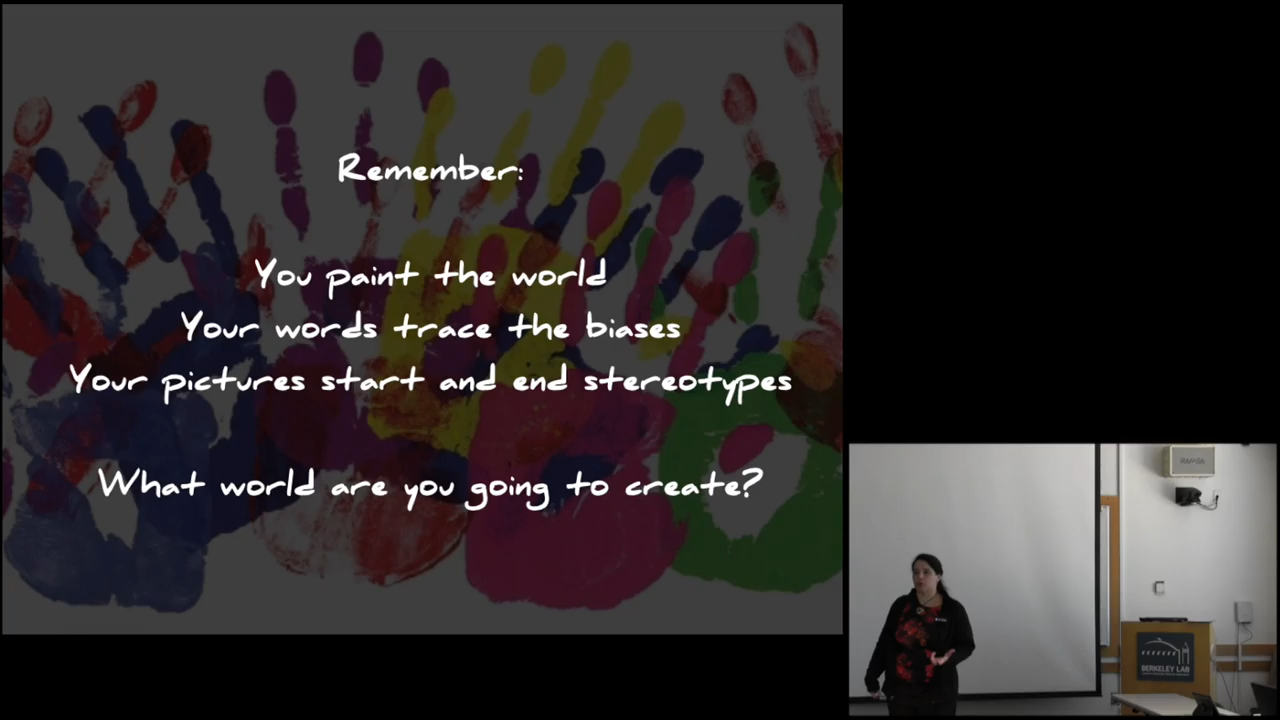 Remember:
You paint the world
Your words trace the biases
Your pictures start and end stereotypes
What world are you going to create?
BERKELEY LAB